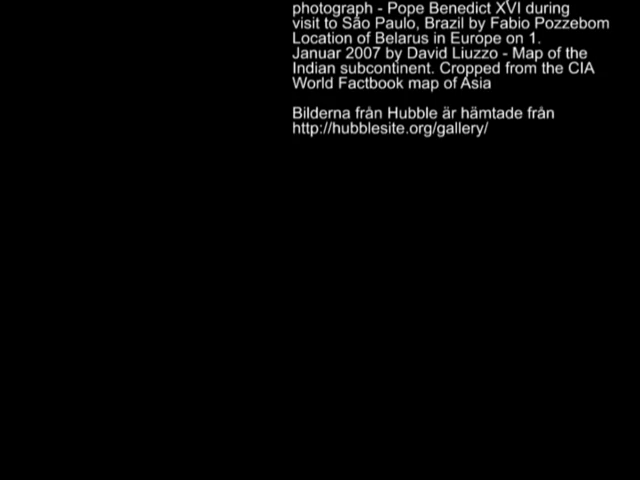 photograph - Pope Benedict XVI during
visit to São Paulo, Brazil by Fabio Pozzebom
Location of Belarus in Europe on 1.
Januar 2007 by David Liuzzo - Map of the
Indian subcontinent. Cropped from the CIA
World Factbook map of Asia
Bilderna från Hubble är hämtade från
http://hubblesite.org/gallery/